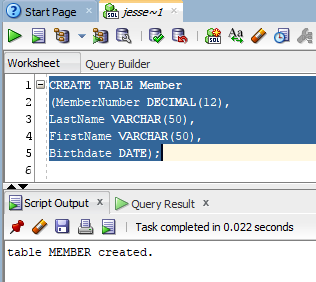 Start Page jesse~1
Worksheet Query Builder
1 CREATE TABLE Member
2 (MemberNumber DECIMAL(12),
3 LastName VARCHAR(50),
4 FirstName VARCHAR(50),
5 Birthdate DATE);
6
Script Output x Query Result x
Task completed in 0.022 seconds
table MEMBER created.